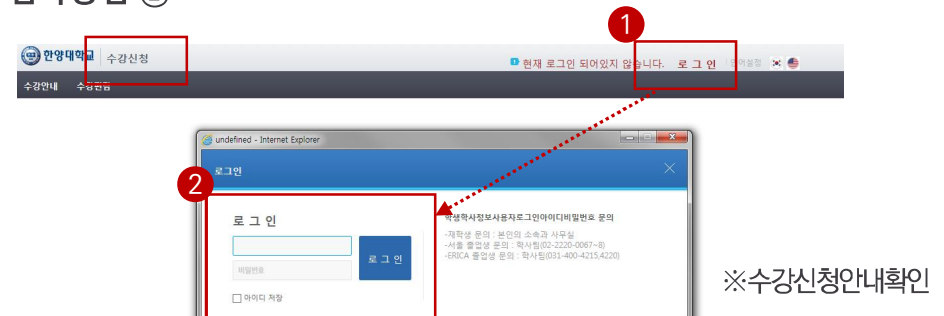 1
한양대학교 수강신청
현재 로그인 되어있지 않습니다. 로 그 인 언어설정
수강안내 수강편람
undefined - Internet Explorer
로그인
2
로 그 인
학생학사정보사용자로그인아이디비밀번호 문의
-재학생 문의 : 본인의 소속과 사무실
-서울 졸업생 문의 : 학사팀(02-2220-0067~8)
-ERICA 졸업생 문의 : 학사팀(031-400-4215,4220)
로 그 인
비밀번호
아이디 저장
※수강신청안내확인